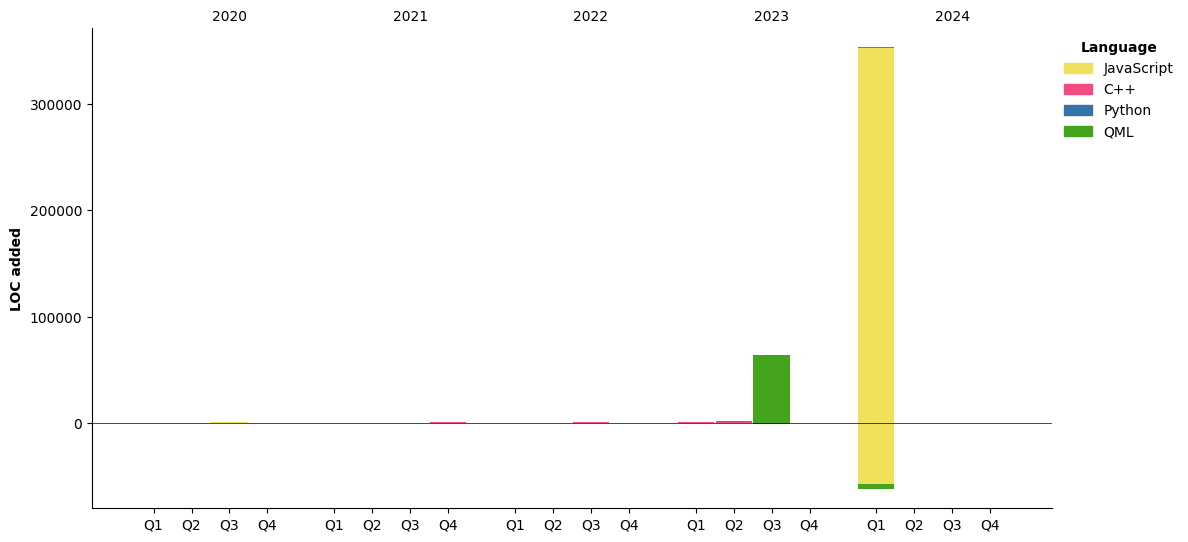 2020 2021 2022 2023 2024
Language
JavaScript
C++
Python
QML
LOC added
300000
200000
100000
0
Q1 Q2 Q3 Q4 Q1 Q2 Q3 Q4 Q1 Q2 Q3 Q4 Q1 Q2 Q3 Q4 Q1 Q2 Q3 Q4